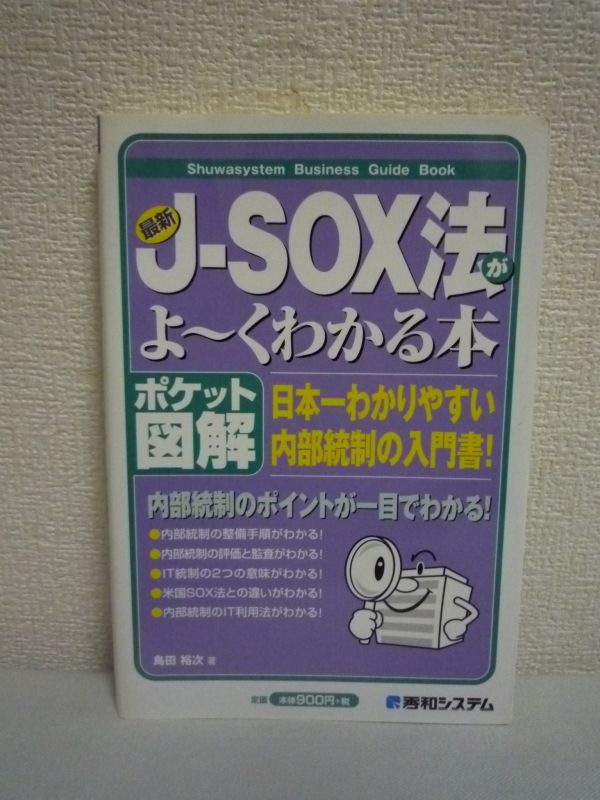 Shuwasystem Business Guide Book
最新
J-SOX法が
よ〜くわかる本
ポケット
図解
日本一わかりやすい
内部統制の入門書!
内部統制のポイントが一目でわかる!
●内部統制の整備手順がわかる!
●内部統制の評価と監査がわかる!
●IT統制の2つの意味がわかる!
●米国SOX法との違いがわかる!
●内部統制のIT利用法がわかる!
島田 裕次 著
定価 本体900円+税
秀和システム